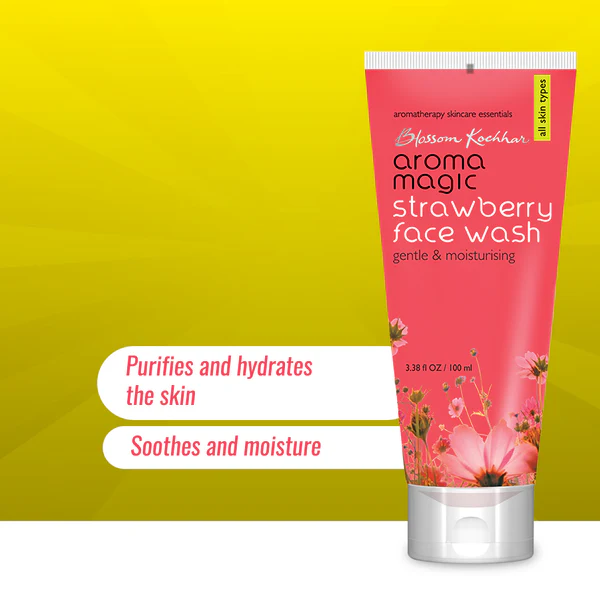 aromatherapy skincare essentials
all skin types
Blossom Kochhar
aroma
magic
strawberry
face wash
gentle & moisturising
Purifies and hydrates
the skin
3.38 fl OZ / 100 ml
Soothes and moisture